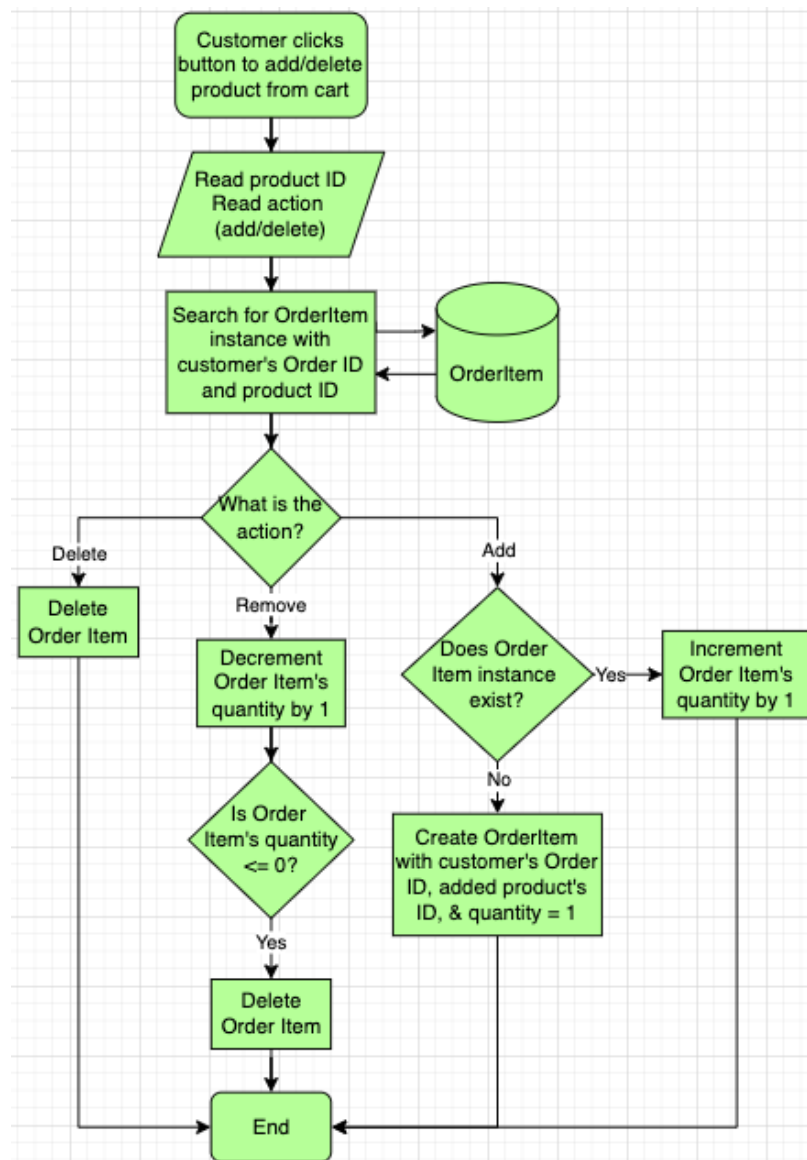 Customer clicks
button to add/delete
product from cart
Read product ID
Read action
(add/delete)
Search for OrderItem
instance with
customer's Order ID
and product ID
OrderItem
What is the
action?
Delete
Add
Delete
Order Item
Remove
Decrement
Order Item's
quantity by 1
Does Order
Item instance
exist?
Yes
Increment
Order Item's
quantity by 1
No
Is Order
Item's quantity
<= 0?
Create OrderItem
with customer's Order
ID, added product's
ID, & quantity = 1
Yes
Delete
Order Item
End